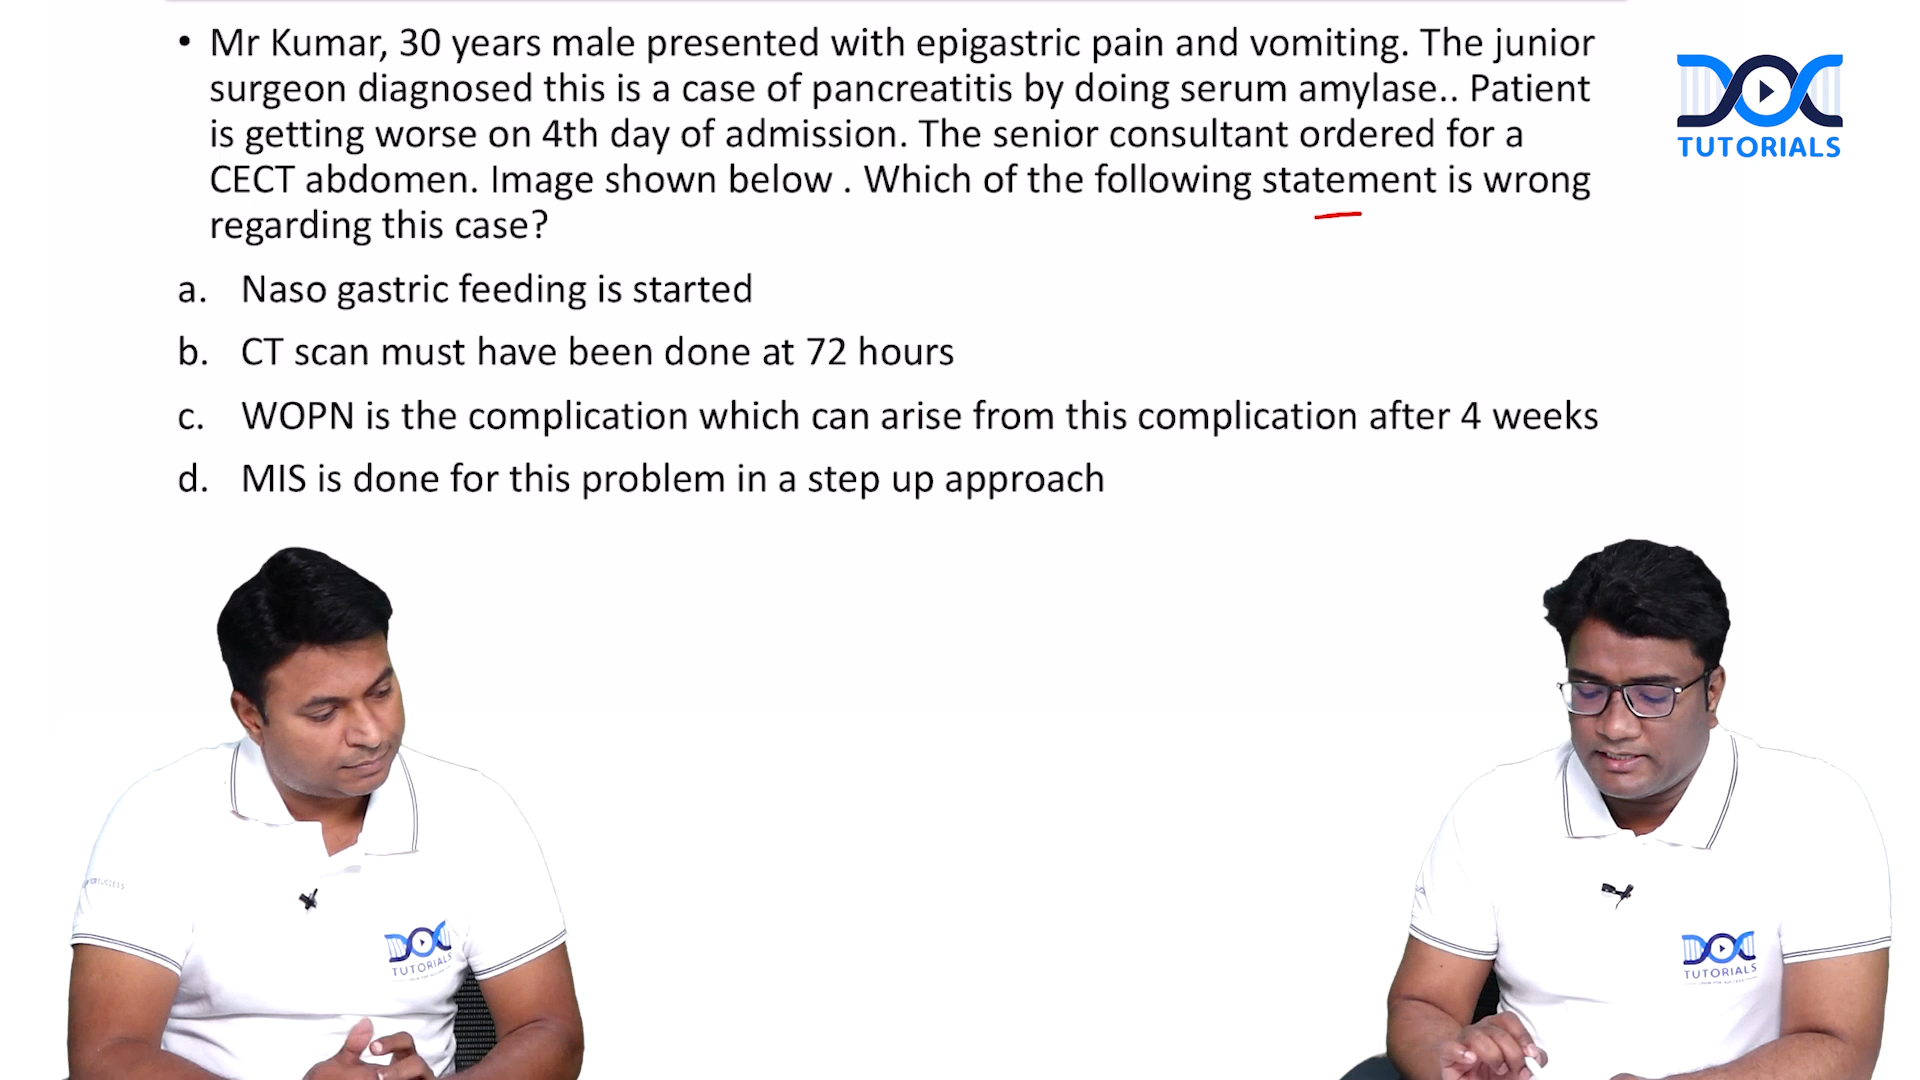 • Mr Kumar, 30 years male presented with epigastric pain and vomiting. The junior
surgeon diagnosed this is a case of pancreatitis by doing serum amylase.. Patient
is getting worse on 4th day of admission. The senior consultant ordered for a
CECT abdomen. Image shown below . Which of the following statement is wrong
regarding this case?
a. Naso gastric feeding is started
b. CT scan must have been done at 72 hours
c. WOPN is the complication which can arise from this complication after 4 weeks
d. MIS is done for this problem in a step up approach
DOC
TUTORIALS
DOC
TUTORIALS
DOC
TUTORIALS